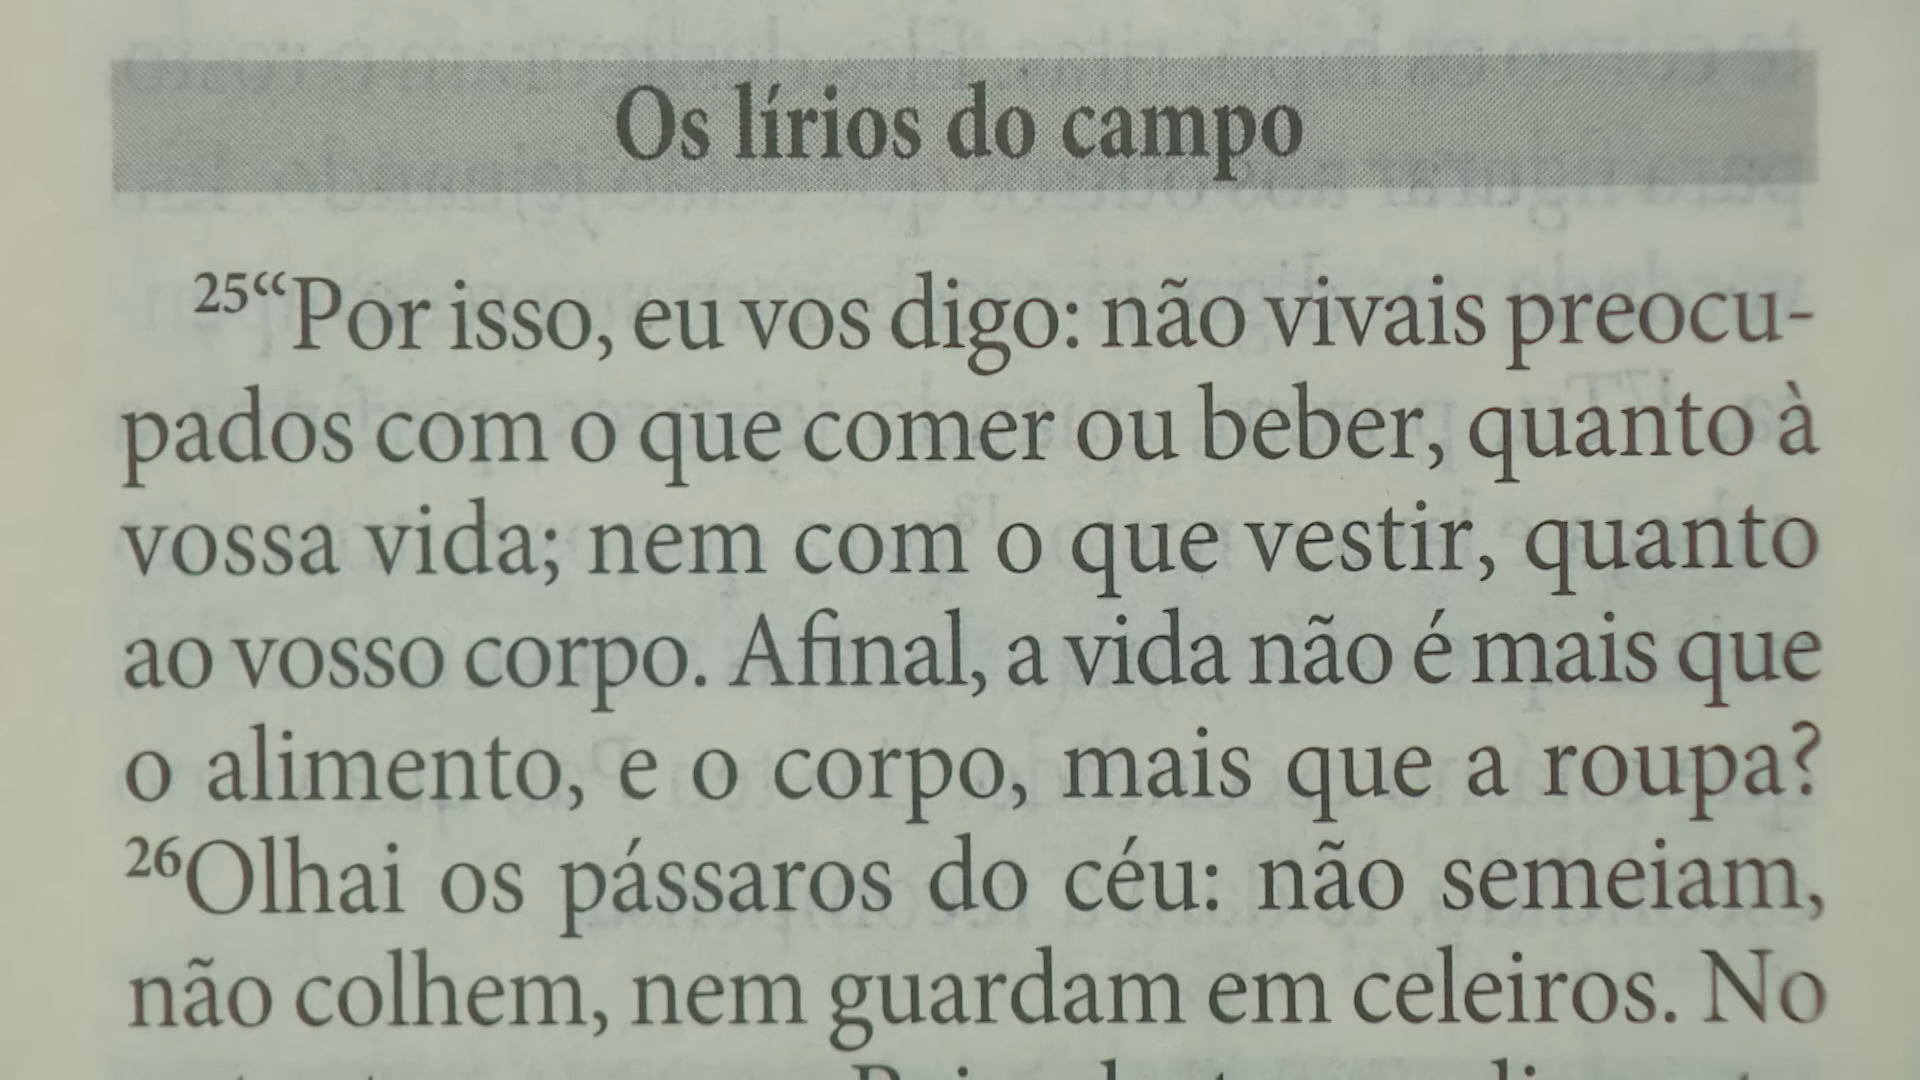 Os lírios do campo
25“Por isso, eu vos digo: não vivais preocu-
pados com o que comer ou beber, quanto à
vossa vida; nem com o que vestir, quanto
ao vosso corpo. Afinal, a vida não é mais que
o alimento, e o corpo, mais que a roupa?
26Olhai os pássaros do céu: não semeiam,
não colhem, nem guardam em celeiros. No